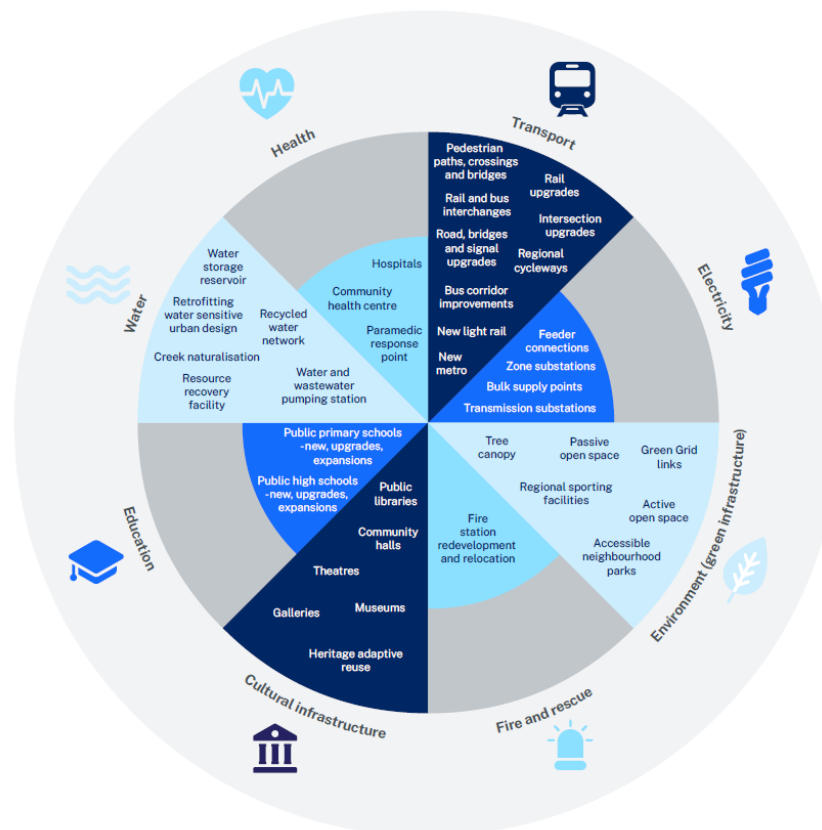 Health
Transport
Electricity
Environment (green infrastructure)
Fire and rescue
Cultural infrastructure
Education
Water
Pedestrian
paths, crossings
and bridges
Rail
upgrades
Rail and bus
interchanges
Intersection
upgrades
Road, bridges
and signal
upgrades
Regional
cycleways
Bus corridor
improvements
New light rail
New
metro
Feeder
connections
Zone substations
Bulk supply points
Transmission substations
Tree
canopy
Passive
open space
Green Grid
links
Regional sporting
facilities
Active
open space
Accessible
neighbourhood
parks
Fire
station
redevelopment
and relocation
Public
libraries
Community
halls
Theatres
Galleries
Museums
Heritage adaptive
reuse
Public primary schools
-new, upgrades,
expansions
Public high schools
-new, upgrades,
expansions
Water
storage
reservoir
Retrofitting
water sensitive
urban design
Recycled
water
network
Creek naturalisation
Resource
recovery
facility
Water and
wastewater
pumping station
Hospitals
Community
health centre
Paramedic
response
point